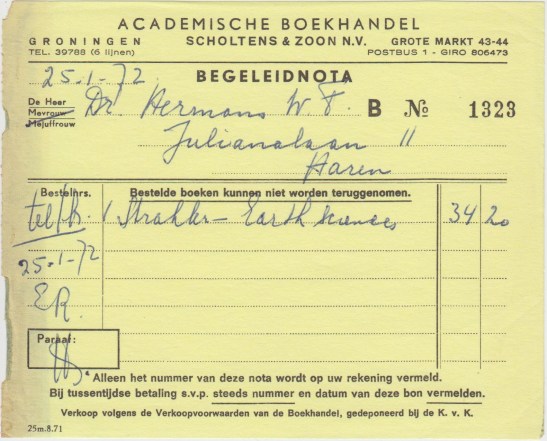 ACADEMISCHE BOEKHANDEL
GRONINGEN SCHOLTENS & ZOON N.V. GROTE MARKT 43-44
TEL. 39788 (6 lijnen) POSTBUS 1 - GIRO 806473
25-1-72 BEGELEIDNOTA
De Heer
Mevrouw
Mejuffrouw
Dr Hermans W. F. B № 1323
Julianalaan 11
Haren
Bestelnrs. Bestelde boeken kunnen niet worden teruggenomen.
1 Strahler - Earth sciences 34 20
25-1-72
ER.
Paraaf:
Alleen het nummer van deze nota wordt op uw rekening vermeld.
Bij tussentijdse betaling s.v.p. steeds nummer en datum van deze bon vermelden.
Verkoop volgens de Verkoopvoorwaarden van de Boekhandel, gedeponeerd bij de K. v. K.
25m.8.71